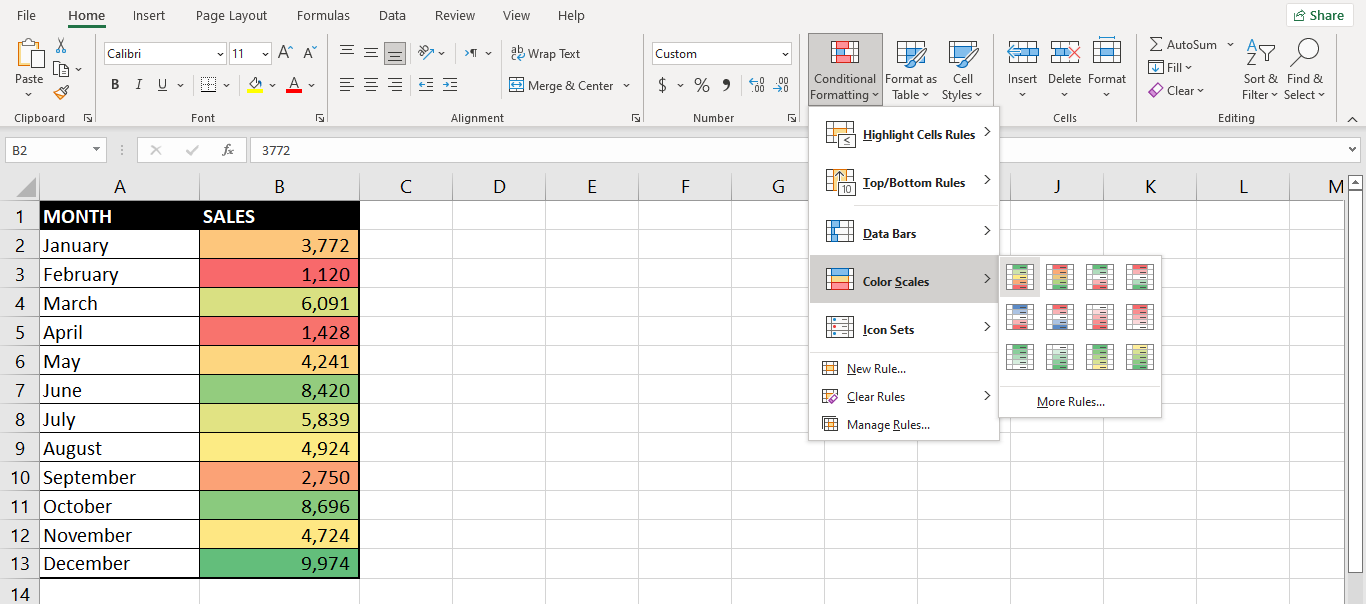 File Home Insert Page Layout Formulas Data Review View Help Share
Calibri 11 Wrap Text Custom AutoSum
Paste B I U A Merge & Center $ % Conditional Formatting Format as Table Cell Styles Insert Delete Format Fill Clear Sort & Filter Find & Select
Clipboard Font Alignment Number Cells Editing
B2 fx 3772
A B C D E F G J K L M
1 MONTH SALES
2 January 3,772
3 February 1,120
4 March 6,091
5 April 1,428
6 May 4,241
7 June 8,420
8 July 5,839
9 August 4,924
10 September 2,750
11 October 8,696
12 November 4,724
13 December 9,974
14
Highlight Cells Rules
Top/Bottom Rules
10
Data Bars
Color Scales
Icon Sets
New Rule...
Clear Rules
Manage Rules...
More Rules...